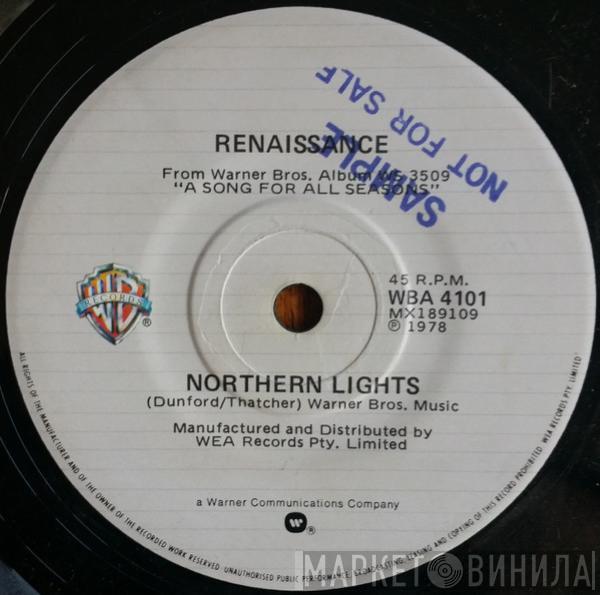 SAMPLE
NOT FOR SALE
RENAISSANCE
From Warner Bros. Album WS 3509
"A SONG FOR ALL SEASONS"
WB
RECORDS
®
45 R.P.M.
WBA 4101
MX189109
℗ 1978
NORTHERN LIGHTS
(Dunford/Thatcher) Warner Bros. Music
Manufactured and Distributed by
WEA Records Pty. Limited
a Warner Communications Company
®
ALL RIGHTS OF THE MANUFACTURER AND OF THE OWNER OF THE RECORDED WORK RESERVED. UNAUTHORISED PUBLIC PERFORMANCE, BROADCASTING, LEASING AND COPYING OF THIS RECORD PROHIBITED. WEA RECORDS PTY. LIMITED
МАРКЕТ ВИНИЛА